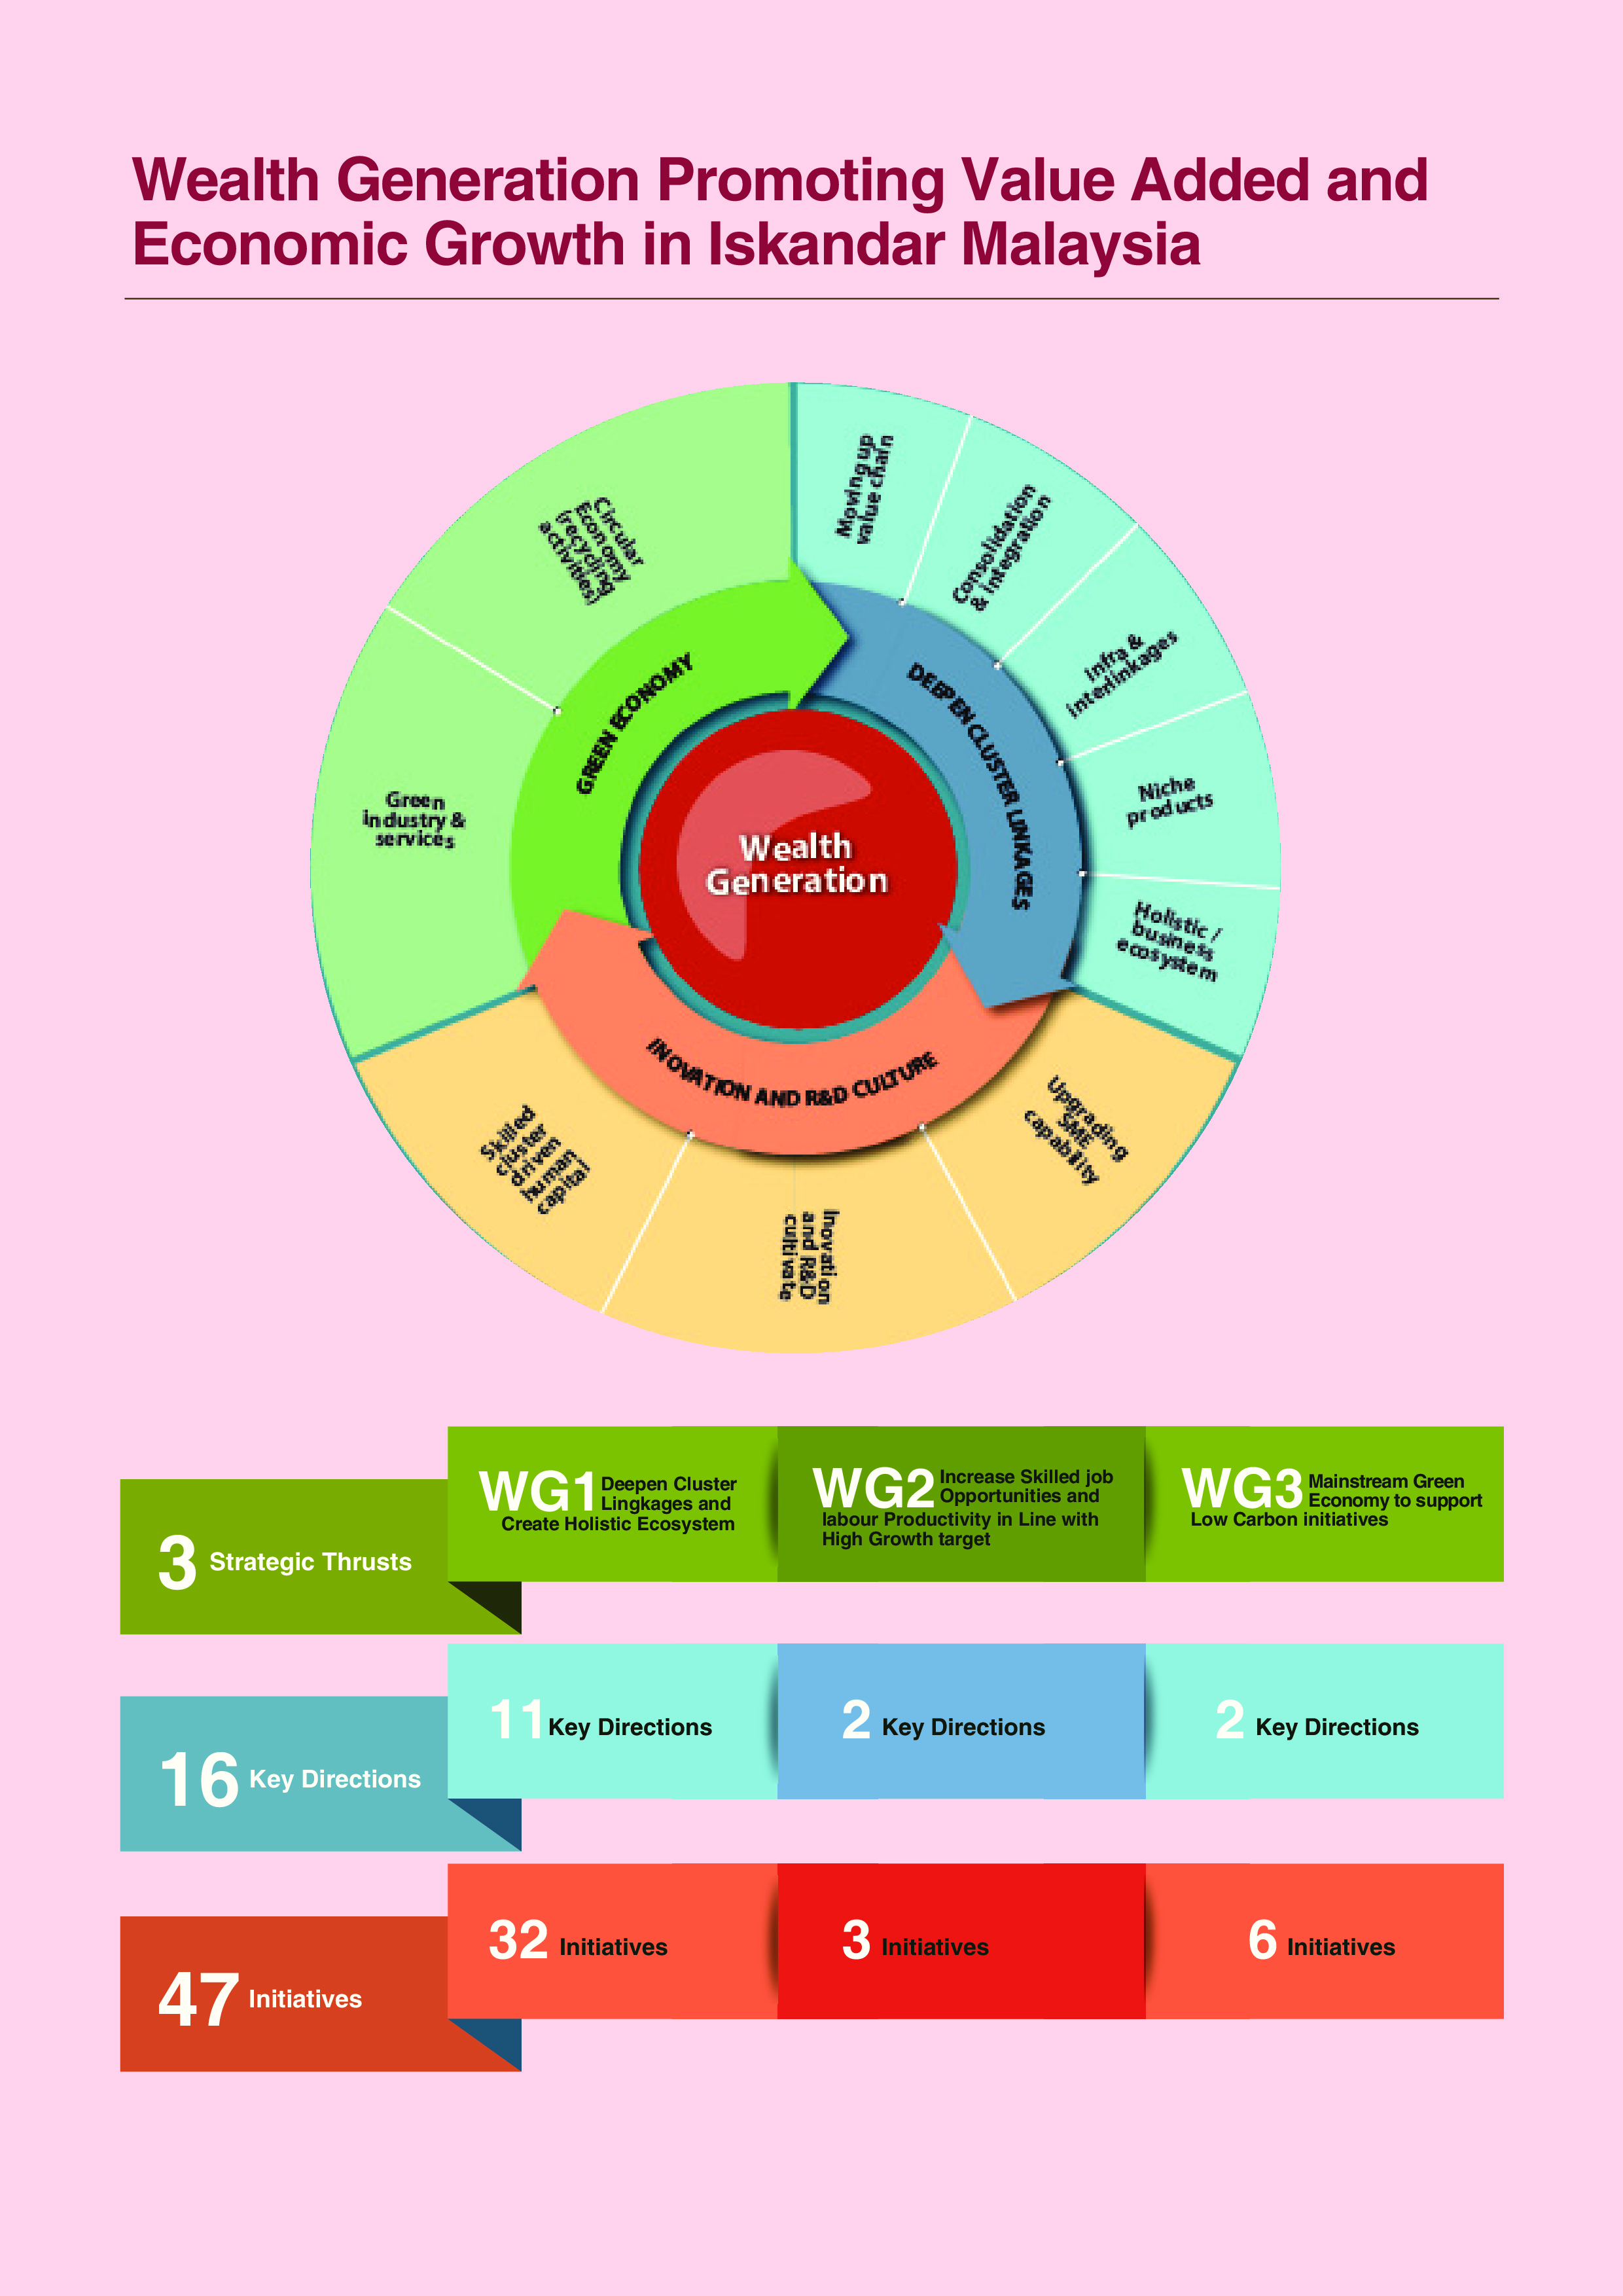 Wealth Generation Promoting Value Added and
Economic Growth in Iskandar Malaysia
Moving up
value chain
Consolidation
& integration
infra &
interlinkages
Niche
products
Holistic /
business
ecosystem
Upgrading
SME
capability
Inovation
and R&D
cultivate
Skilled
cluster
driven
capital
Green
industry &
services
Circular
Economy
(recycling
activities)
GREEN ECONOMY
DEEPEN CLUSTER LINKAGES
INOVATION AND R&D CULTURE
Wealth
Generation
3 Strategic Thrusts
WG1 Deepen Cluster
Lingkages and
Create Holistic Ecosystem
WG2 Increase Skilled job
Opportunities and
labour Productivity in Line with
High Growth target
WG3 Mainstream Green
Economy to support
Low Carbon initiatives
16 Key Directions
11 Key Directions
2 Key Directions
2 Key Directions
47 Initiatives
32 Initiatives
3 Initiatives
6 Initiatives